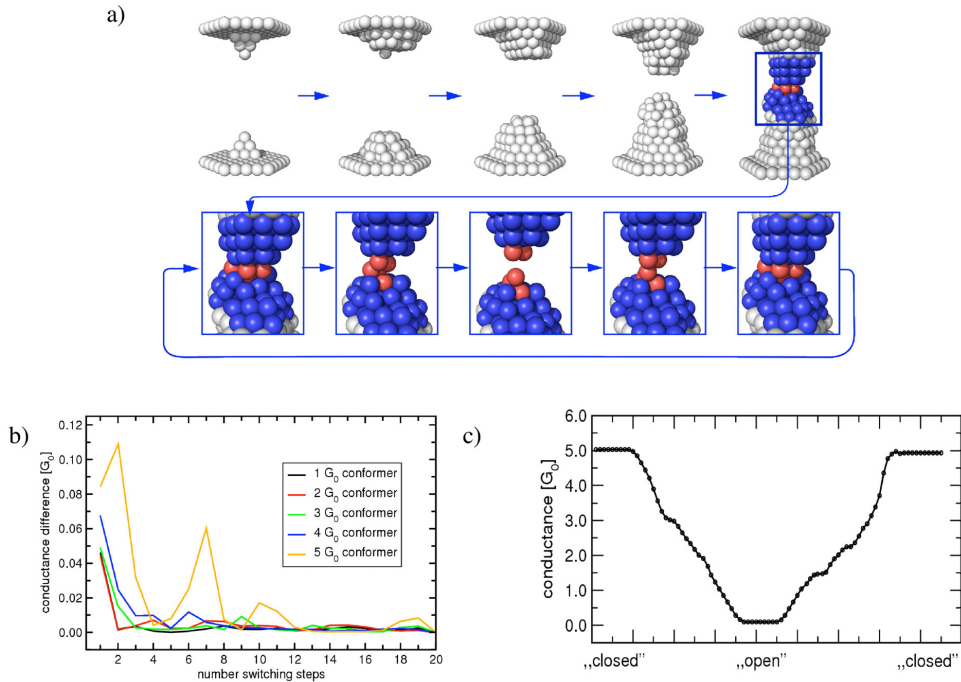 a)
b)
conductance difference [G₀]
0.12
0.10
0.08
0.06
0.04
0.02
0.00
2 4 6 8 10 12 14 16 18 20
number switching steps
1 G₀ conformer
2 G₀ conformer
3 G₀ conformer
4 G₀ conformer
5 G₀ conformer
c)
conductance [G₀]
6.0
5.0
4.0
3.0
2.0
1.0
0.0
„closed” „open” „closed”